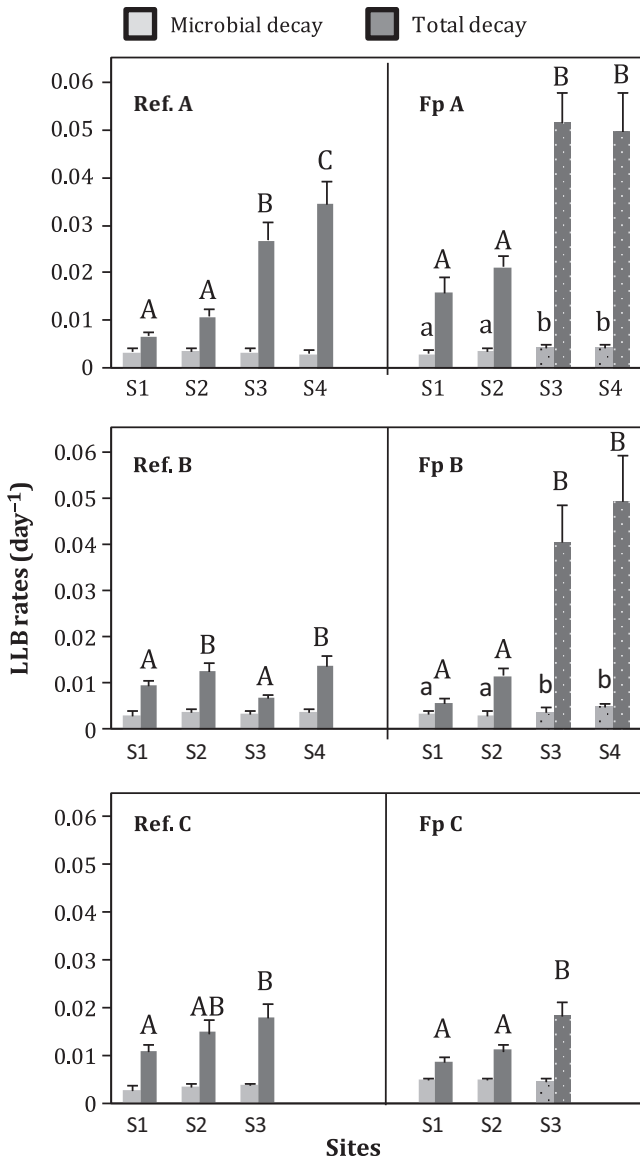 Microbial decay Total decay
Ref. A Fp A
0.06
0.05
0.04
0.03
0.02
0.01
0
A A B C A A B B
a a b b
S1 S2 S3 S4 S1 S2 S3 S4
Ref. B Fp B
0.06
0.05
0.04
0.03
0.02
0.01
0
A B A B A A B B
a a b b
S1 S2 S3 S4 S1 S2 S3 S4
LLB rates (day⁻¹)
Ref. C Fp C
0.06
0.05
0.04
0.03
0.02
0.01
0
A AB B A A B
S1 S2 S3 S1 S2 S3
Sites